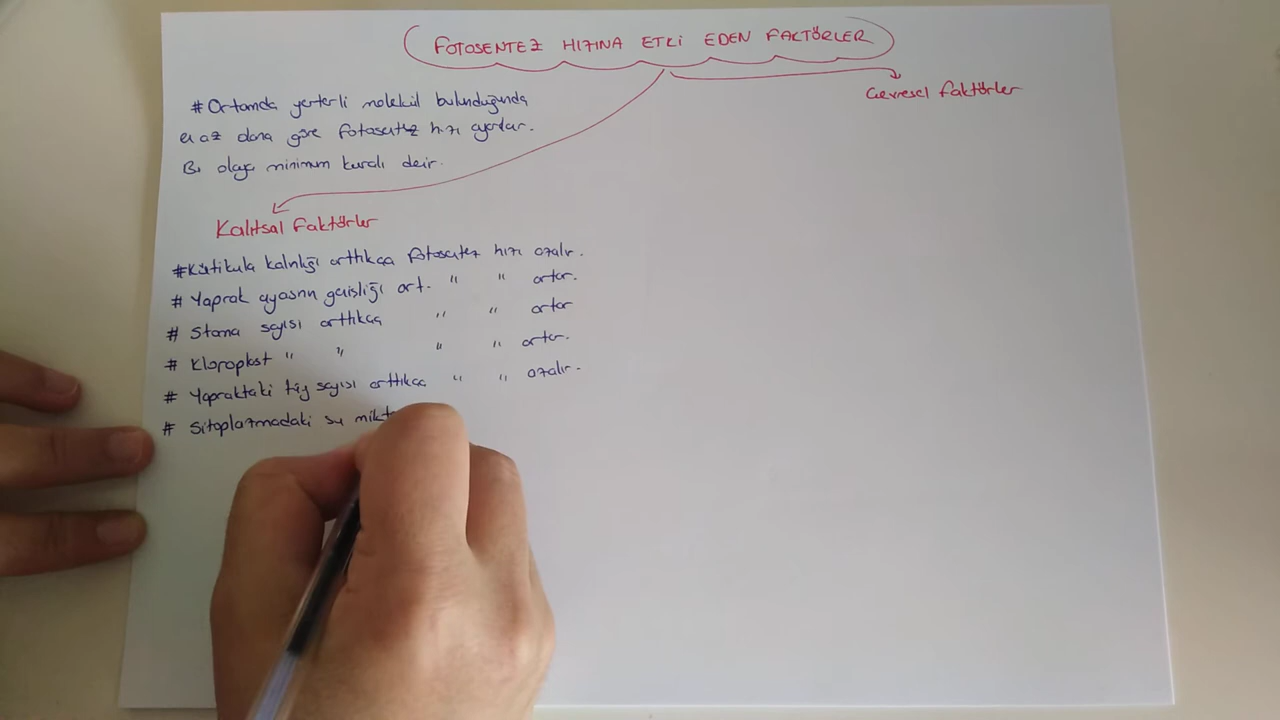 FOTOSENTEZ HIZINA ETKİ EDEN FAKTÖRLER
Çevresel Faktörler
# Ortamda yeterli molekül bulunduğunda
en az olana göre fotosentez hızı ayarlar.
Bu olaya minimum kuralı denir.
Kalıtsal Faktörler
# Kütikula kalınlığı arttıkça fotosentez hızı azalır.
# Yaprak ayasının genişliği art. " " artar.
# Stoma sayısı arttıkça " " artar
# Kloroplast " " " " artar.
# Yapraktaki tüy sayısı arttıkça " " azalır.
# Sitoplazmadaki su mikt